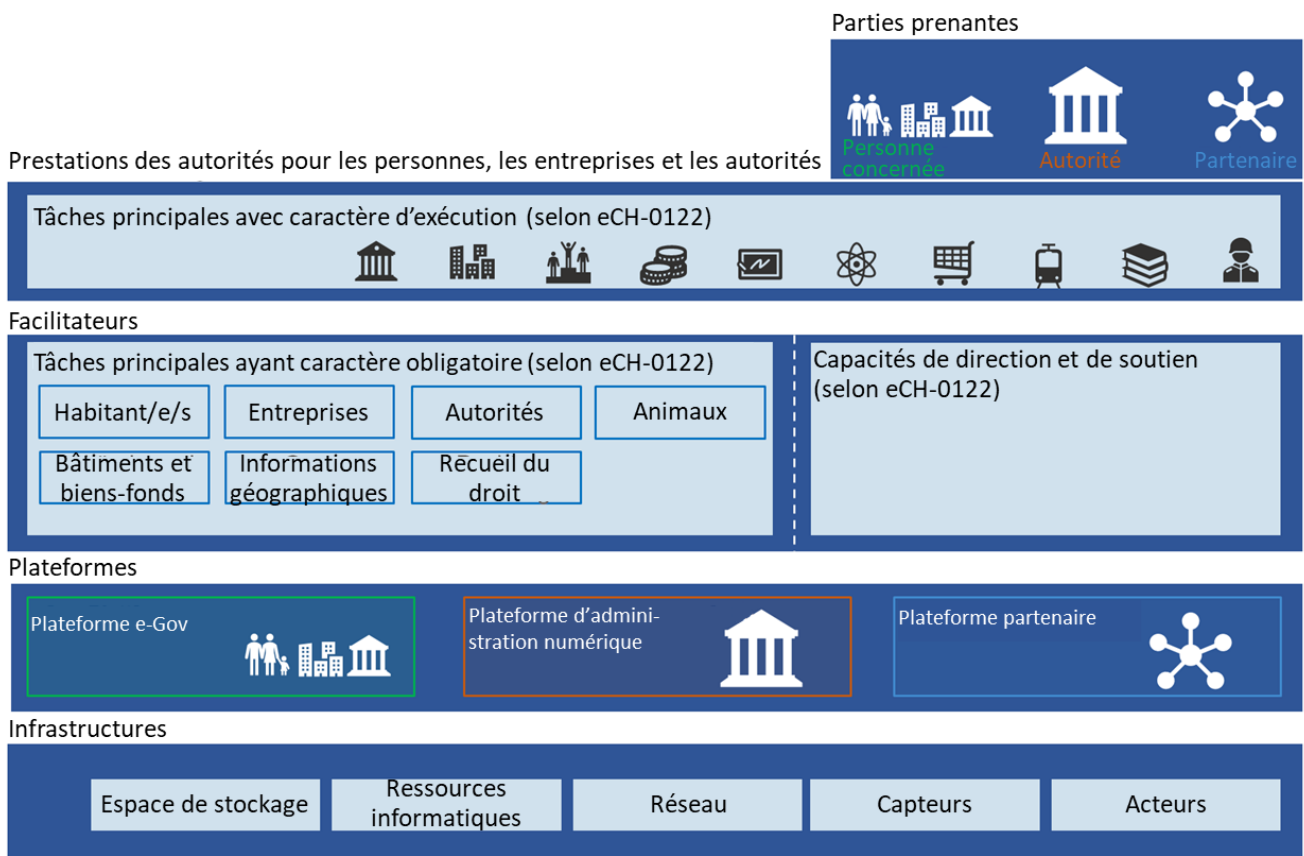 Parties prenantes
Personne
concernée
Autorité
Partenaire
Prestations des autorités pour les personnes, les entreprises et les autorités
Tâches principales avec caractère d'exécution (selon eCH-0122)
Facilitateurs
Tâches principales ayant caractère obligatoire (selon eCH-0122)
Habitant/e/s
Entreprises
Autorités
Animaux
Bâtiments et
biens-fonds
Informations
géographiques
Recueil du
droit
Capacités de direction et de soutien
(selon eCH-0122)
Plateformes
Plateforme e-Gov
Plateforme d'admini-
stration numérique
Plateforme partenaire
Infrastructures
Espace de stockage
Ressources
informatiques
Réseau
Capteurs
Acteurs